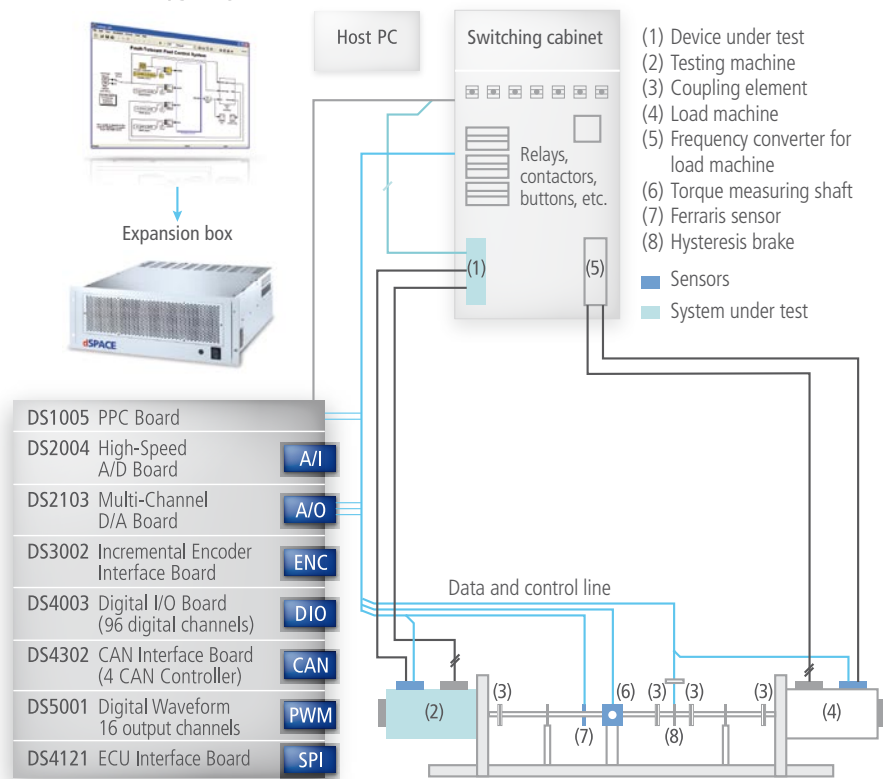 Host PC
Switching cabinet
(1) Device under test
(2) Testing machine
(3) Coupling element
(4) Load machine
(5) Frequency converter for
load machine
(6) Torque measuring shaft
(7) Ferraris sensor
(8) Hysteresis brake
Sensors
System under test
Relays,
contactors,
buttons, etc.
(1)
(5)
Expansion box
dSPACE
DS1005 PPC Board
DS2004 High-Speed
A/D Board
A/I
DS2103 Multi-Channel
D/A Board
A/O
DS3002 Incremental Encoder
Interface Board
ENC
DS4003 Digital I/O Board
(96 digital channels)
DIO
DS4302 CAN Interface Board
(4 CAN Controller)
CAN
DS5001 Digital Waveform
16 output channels
PWM
DS4121 ECU Interface Board
SPI
Data and control line
(2)
(3)
(7)
(6)
(3)
(8)
(3)
(3)
(4)